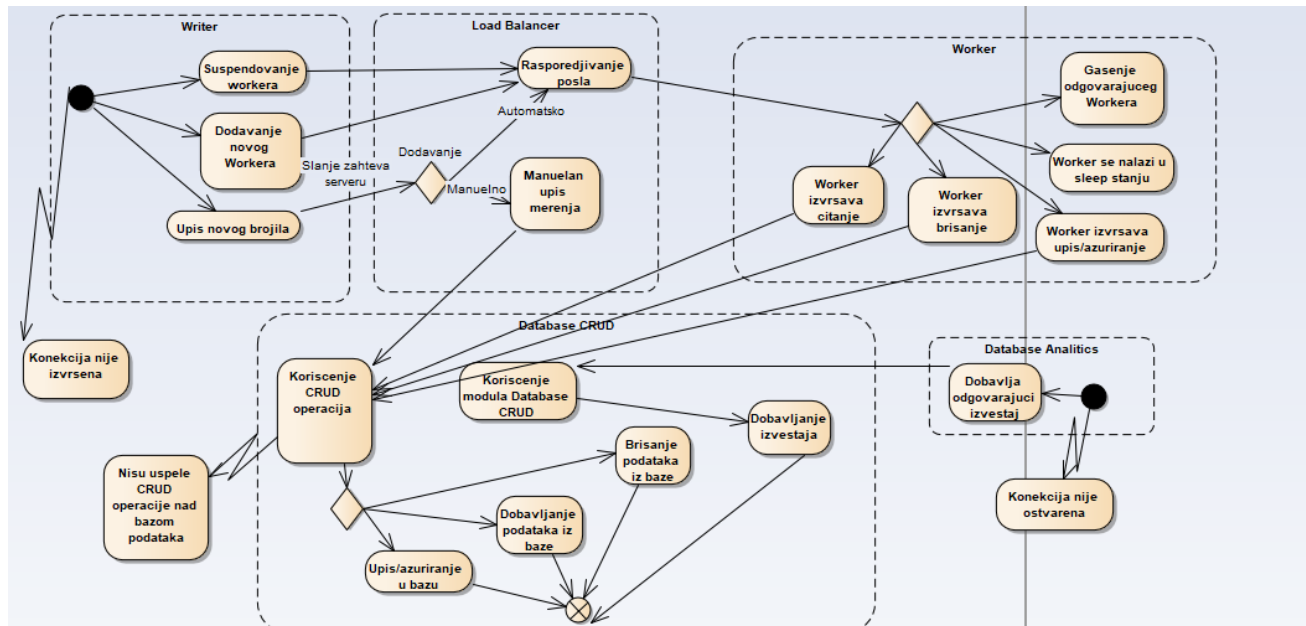 Writer
Suspendovanje
workera
Dodavanje
novog
Workera
Upis novog brojila
Slanje zahteva
serveru
Load Balancer
Rasporedjivanje
posla
Automatsko
Dodavanje
Manuelno
Manuelan
upis
merenja
Worker
Gasenje
odgovarajuceg
Workera
Worker se nalazi u
sleep stanju
Worker
izvrsava
citanje
Worker
izvrsava
brisanje
Worker izvrsava
upis/azuriranje
Konekcija nije
izvrsena
Database CRUD
Koriscenje
CRUD
operacija
Koriscenje
modula Database
CRUD
Dobavljanje
izvestaja
Brisanje
podataka
iz baze
Dobavljanje
podataka iz
baze
Upis/azuriranje
u bazu
Nisu uspele
CRUD
operacije nad
bazom
podataka
Database Analitics
Dobavlja
odgovarajuci
izvestaj
Konekcija nije
ostvarena